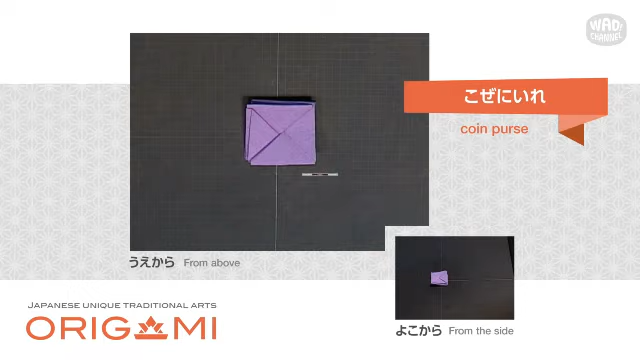 WADI
CHANNEL
こぜにいれ
coin purse
うえから From above
よこから From the side
JAPANESE UNIQUE TRADITIONAL ARTS
ORIGAMI